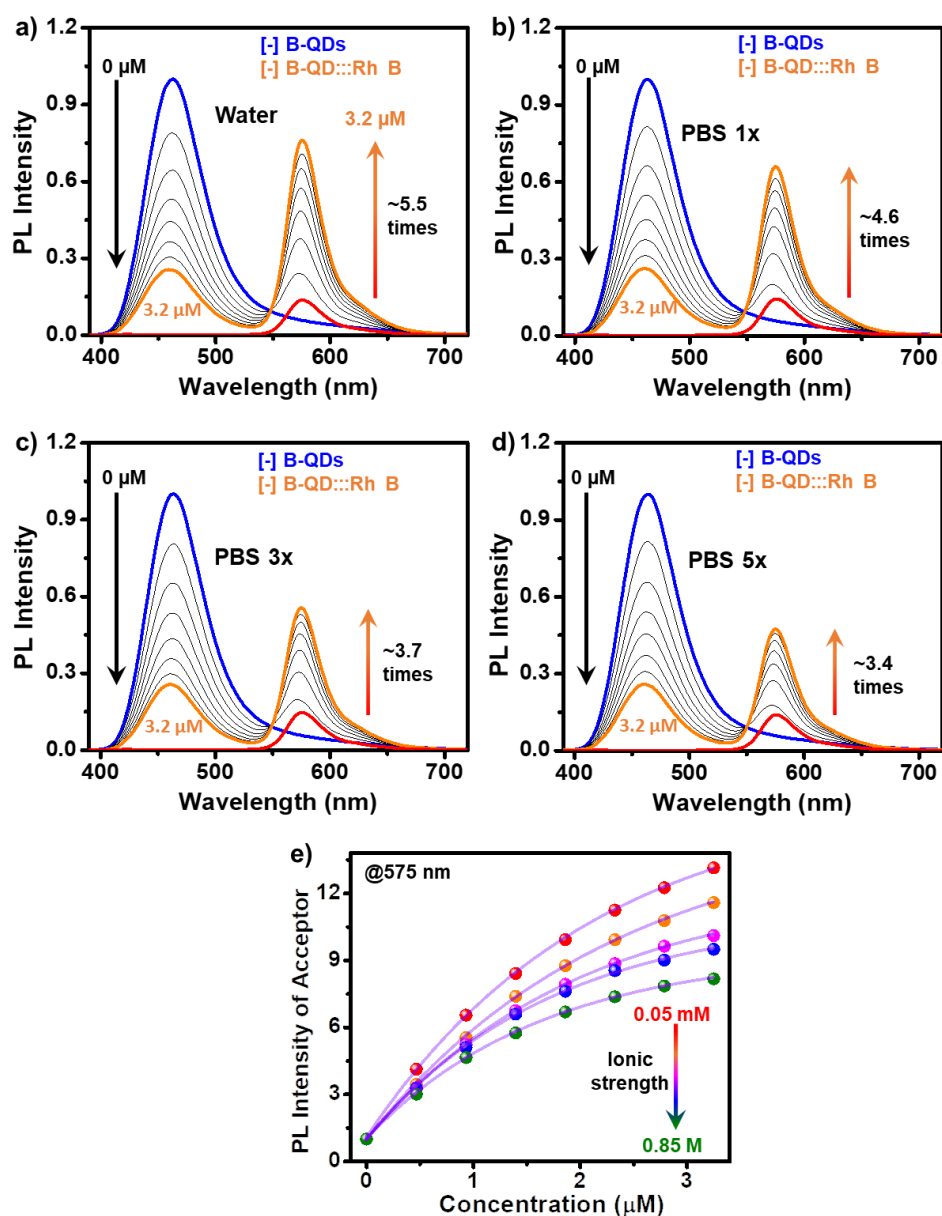 a)
[-] B-QDs
[-] B-QD:::Rh B
0 µM
Water
3.2 µM
~5.5
times
3.2 µM
PL Intensity
1.2
0.9
0.6
0.3
0.0
400 500 600 700
Wavelength (nm)
b)
[-] B-QDs
[-] B-QD:::Rh B
0 µM
PBS 1x
~4.6
times
3.2 µM
PL Intensity
1.2
0.9
0.6
0.3
0.0
400 500 600 700
Wavelength (nm)
c)
[-] B-QDs
[-] B-QD:::Rh B
0 µM
PBS 3x
~3.7
times
3.2 µM
PL Intensity
1.2
0.9
0.6
0.3
0.0
400 500 600 700
Wavelength (nm)
d)
[-] B-QDs
[-] B-QD:::Rh B
0 µM
PBS 5x
~3.4
times
3.2 µM
PL Intensity
1.2
0.9
0.6
0.3
0.0
400 500 600 700
Wavelength (nm)
e)
@575 nm
PL Intensity of Acceptor
12
9
6
3
0
0.05 mM
Ionic
strength
0.85 M
0 1 2 3
Concentration (µM)